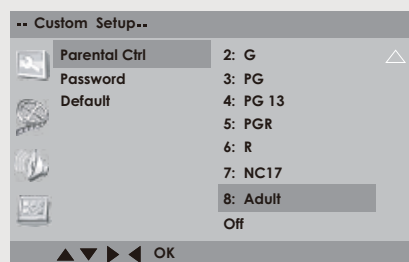 -- Custom Setup--
Parental Ctrl
Password
Default
2: G
3: PG
4: PG 13
5: PGR
6: R
7: NC17
8: Adult
Off
OK